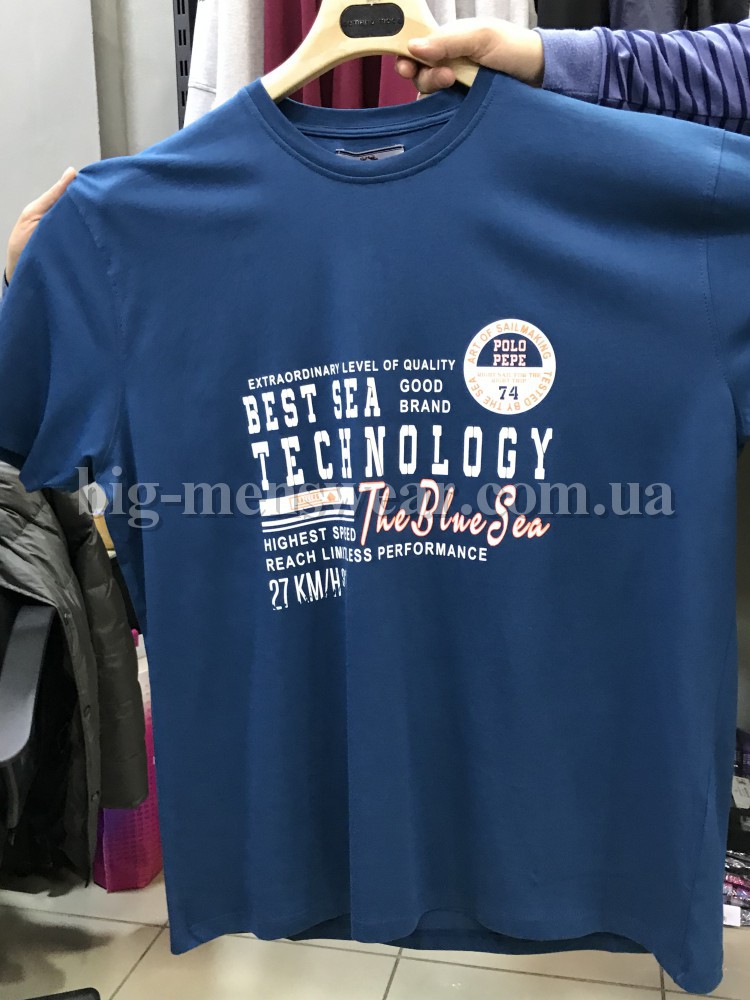 ART OF SAILMAKING
POLO
PEPE
74
TESTED BY THE SEA
EXTRAORDINARY LEVEL OF QUALITY
BEST SEA
GOOD
BRAND
TECHNOLOGY
big-menswear.com.ua
The Blue Sea
HIGHEST SPEED
REACH LIMITLESS PERFORMANCE
27 KM/H